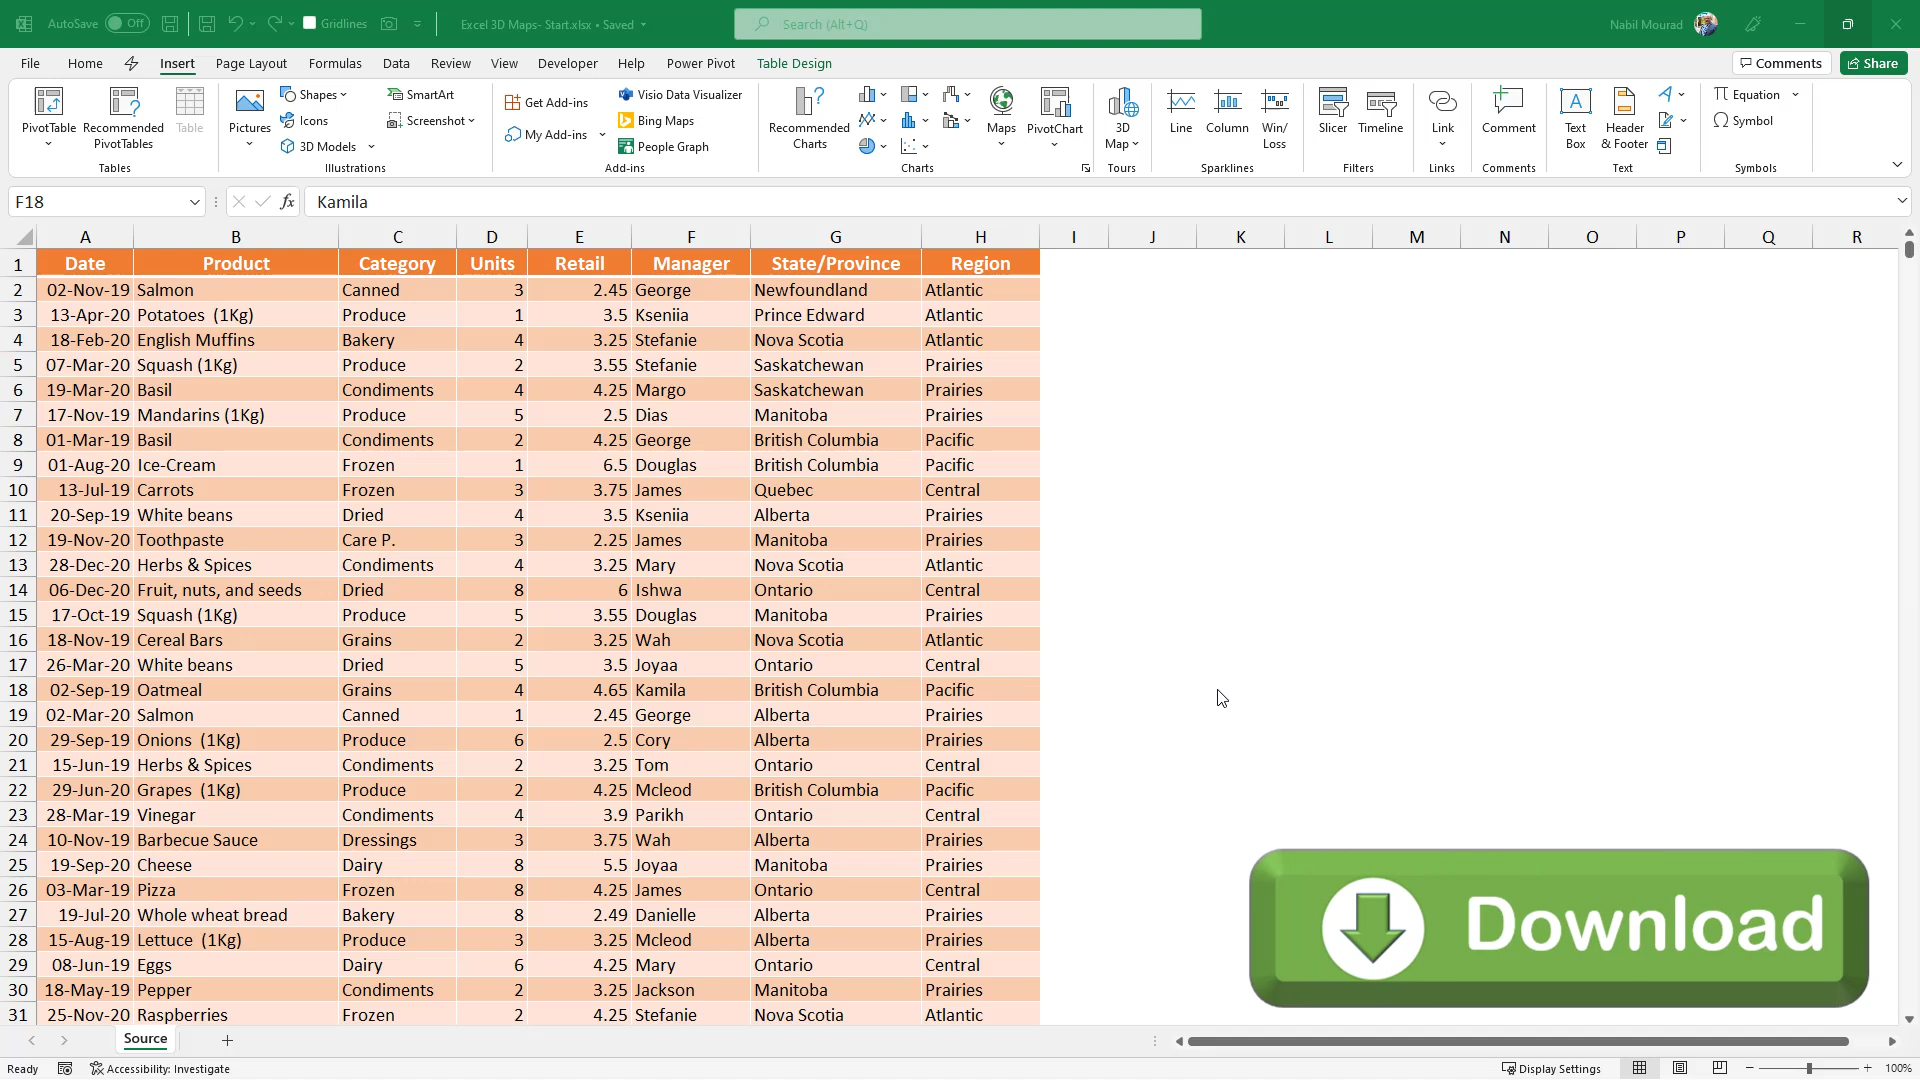 AutoSave Off Gridlines Excel 3D Maps- Start.xlsx • Saved Search (Alt+Q) Nabil Mourad
File Home Insert Page Layout Formulas Data Review View Developer Help Power Pivot Table Design Comments Share
PivotTable Recommended PivotTables Table Pictures Shapes Icons 3D Models SmartArt Screenshot Get Add-ins My Add-ins Visio Data Visualizer Bing Maps People Graph Recommended Charts Maps PivotChart 3D Map Line Column Win/Loss Slicer Timeline Link Comment Text Box Header & Footer Equation Symbol
Tables Illustrations Add-ins Charts Tours Sparklines Filters Links Comments Text Symbols
F18 fx Kamila
A B C D E F G H I J K L M N O P Q R
1 Date Product Category Units Retail Manager State/Province Region
2 02-Nov-19 Salmon Canned 3 2.45 George Newfoundland Atlantic
3 13-Apr-20 Potatoes (1Kg) Produce 1 3.5 Kseniia Prince Edward Atlantic
4 18-Feb-20 English Muffins Bakery 4 3.25 Stefanie Nova Scotia Atlantic
5 07-Mar-20 Squash (1Kg) Produce 2 3.55 Stefanie Saskatchewan Prairies
6 19-Mar-20 Basil Condiments 4 4.25 Margo Saskatchewan Prairies
7 17-Nov-19 Mandarins (1Kg) Produce 5 2.5 Dias Manitoba Prairies
8 01-Mar-19 Basil Condiments 2 4.25 George British Columbia Pacific
9 01-Aug-20 Ice-Cream Frozen 1 6.5 Douglas British Columbia Pacific
10 13-Jul-19 Carrots Frozen 3 3.75 James Quebec Central
11 20-Sep-19 White beans Dried 4 3.5 Kseniia Alberta Prairies
12 19-Nov-20 Toothpaste Care P. 3 2.25 James Manitoba Prairies
13 28-Dec-20 Herbs & Spices Condiments 4 3.25 Mary Nova Scotia Atlantic
14 06-Dec-20 Fruit, nuts, and seeds Dried 8 6 Ishwa Ontario Central
15 17-Oct-19 Squash (1Kg) Produce 5 3.55 Douglas Manitoba Prairies
16 18-Nov-19 Cereal Bars Grains 2 3.25 Wah Nova Scotia Atlantic
17 26-Mar-20 White beans Dried 5 3.5 Joyaa Ontario Central
18 02-Sep-19 Oatmeal Grains 4 4.65 Kamila British Columbia Pacific
19 02-Mar-20 Salmon Canned 1 2.45 George Alberta Prairies
20 29-Sep-19 Onions (1Kg) Produce 6 2.5 Cory Alberta Prairies
21 15-Jun-19 Herbs & Spices Condiments 2 3.25 Tom Ontario Central
22 29-Jun-20 Grapes (1Kg) Produce 2 4.25 Mcleod British Columbia Pacific
23 28-Mar-19 Vinegar Condiments 4 3.9 Parikh Ontario Central
24 10-Nov-19 Barbecue Sauce Dressings 3 3.75 Wah Alberta Prairies
25 19-Sep-20 Cheese Dairy 8 5.5 Joyaa Manitoba Prairies
26 03-Mar-19 Pizza Frozen 8 4.25 James Ontario Central
27 19-Jul-20 Whole wheat bread Bakery 8 2.49 Danielle Alberta Prairies
28 15-Aug-19 Lettuce (1Kg) Produce 3 3.25 Mcleod Alberta Prairies
29 08-Jun-19 Eggs Dairy 6 4.25 Mary Ontario Central
30 18-May-19 Pepper Condiments 2 3.25 Jackson Manitoba Prairies
31 25-Nov-20 Raspberries Frozen 2 4.25 Stefanie Nova Scotia Atlantic
Download
Source
Ready Accessibility: Investigate Display Settings 100%